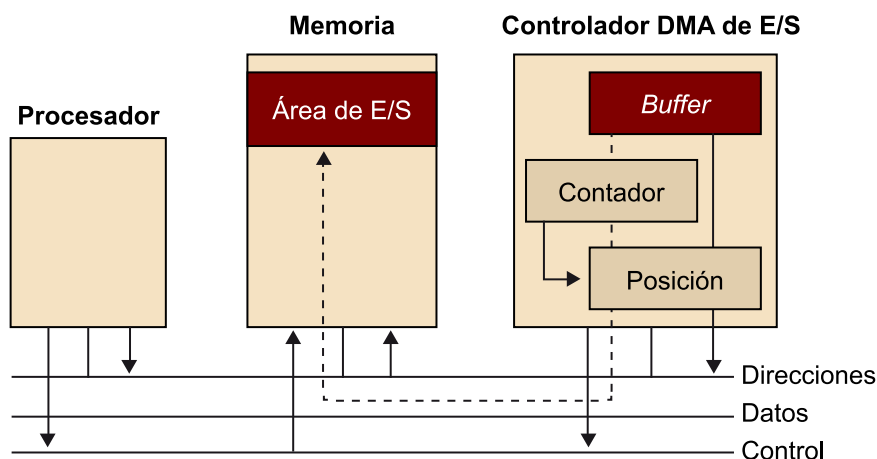 Memoria
Controlador DMA de E/S
Procesador
Área de E/S
Buffer
Contador
Posición
Direcciones
Datos
Control